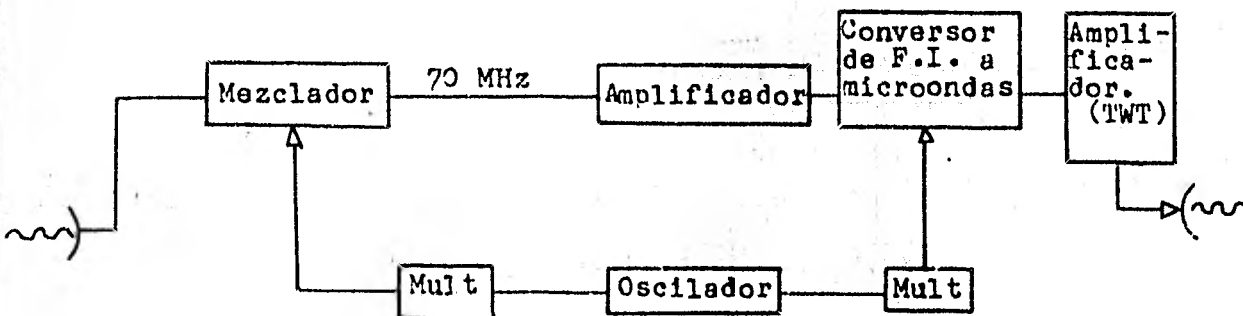 Mezclador
70 MHz
Amplificador
Conversor
de F.I. a
microondas
Ampli-
fica-
dor.
(TWT)
Mult
Oscilador
Mult